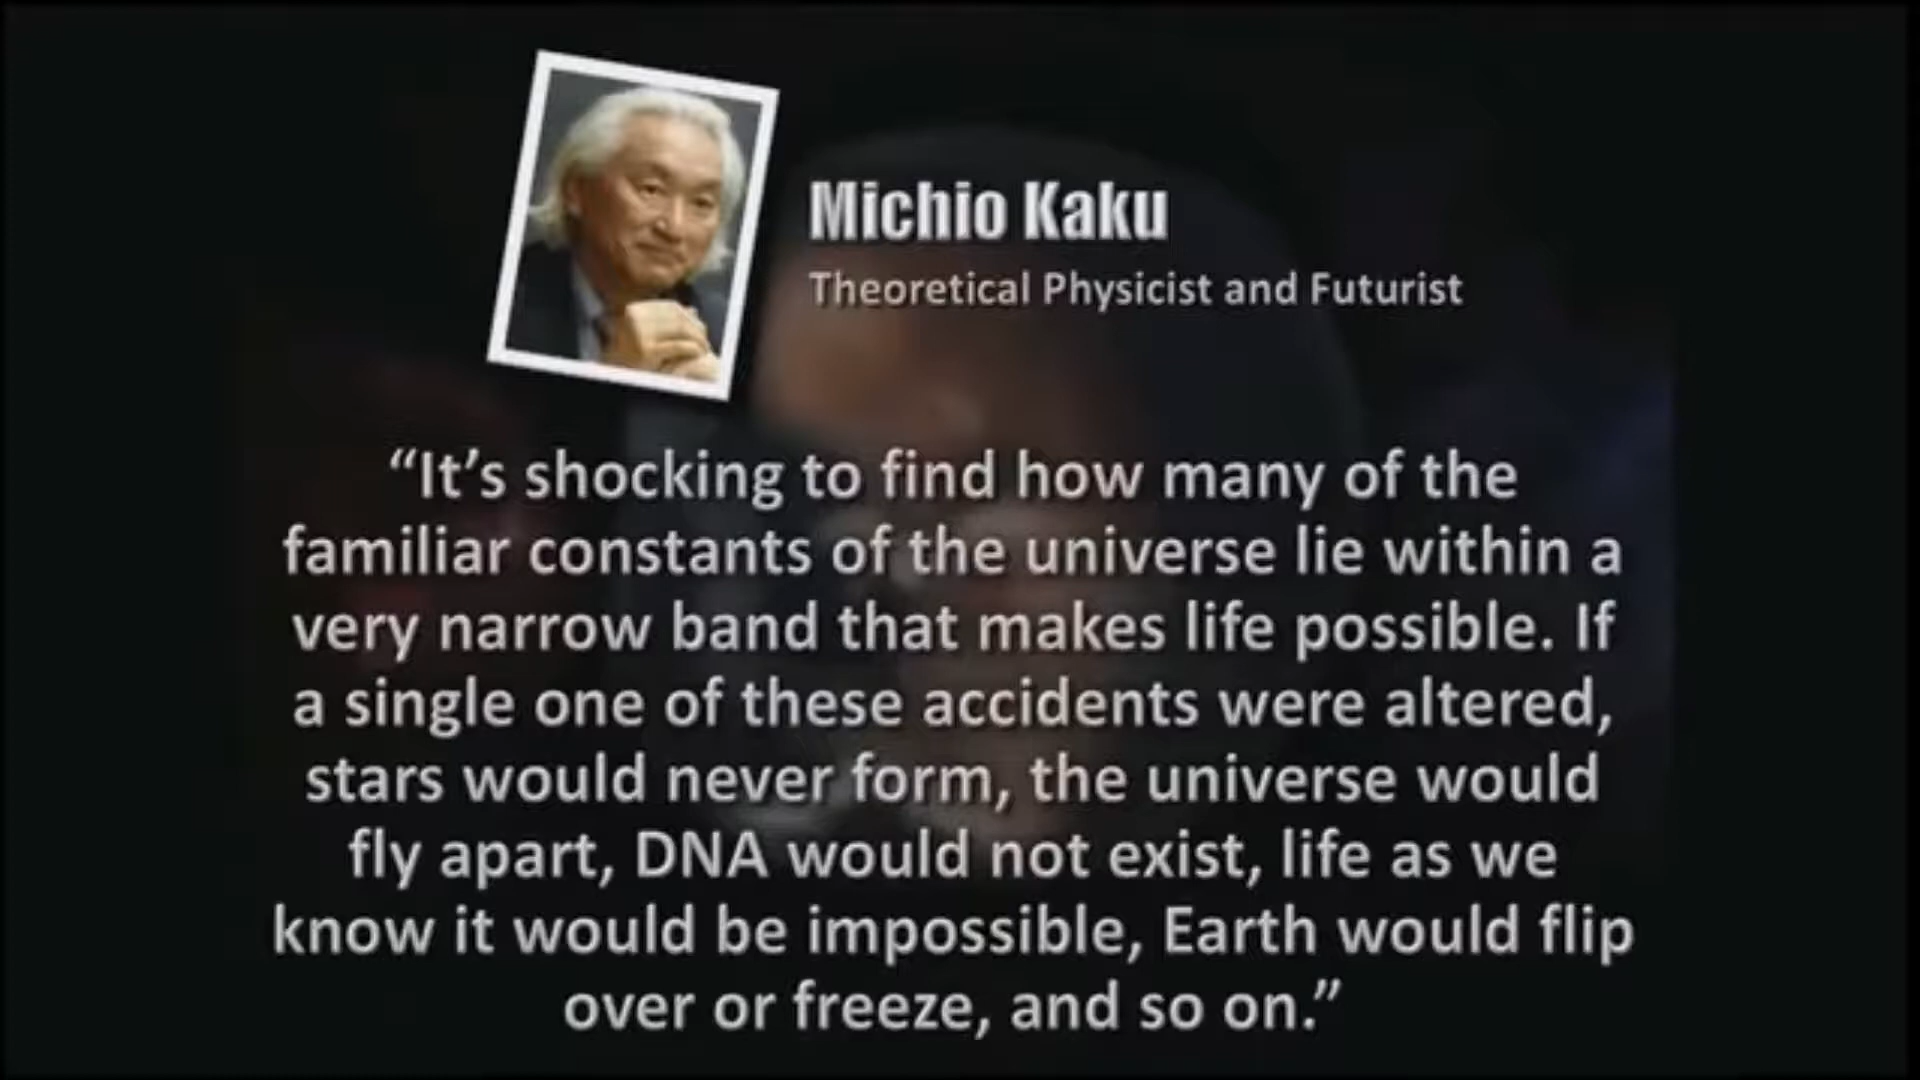 Michio Kaku
Theoretical Physicist and Futurist
“It’s shocking to find how many of the
familiar constants of the universe lie within a
very narrow band that makes life possible. If
a single one of these accidents were altered,
stars would never form, the universe would
fly apart, DNA would not exist, life as we
know it would be impossible, Earth would flip
over or freeze, and so on.”